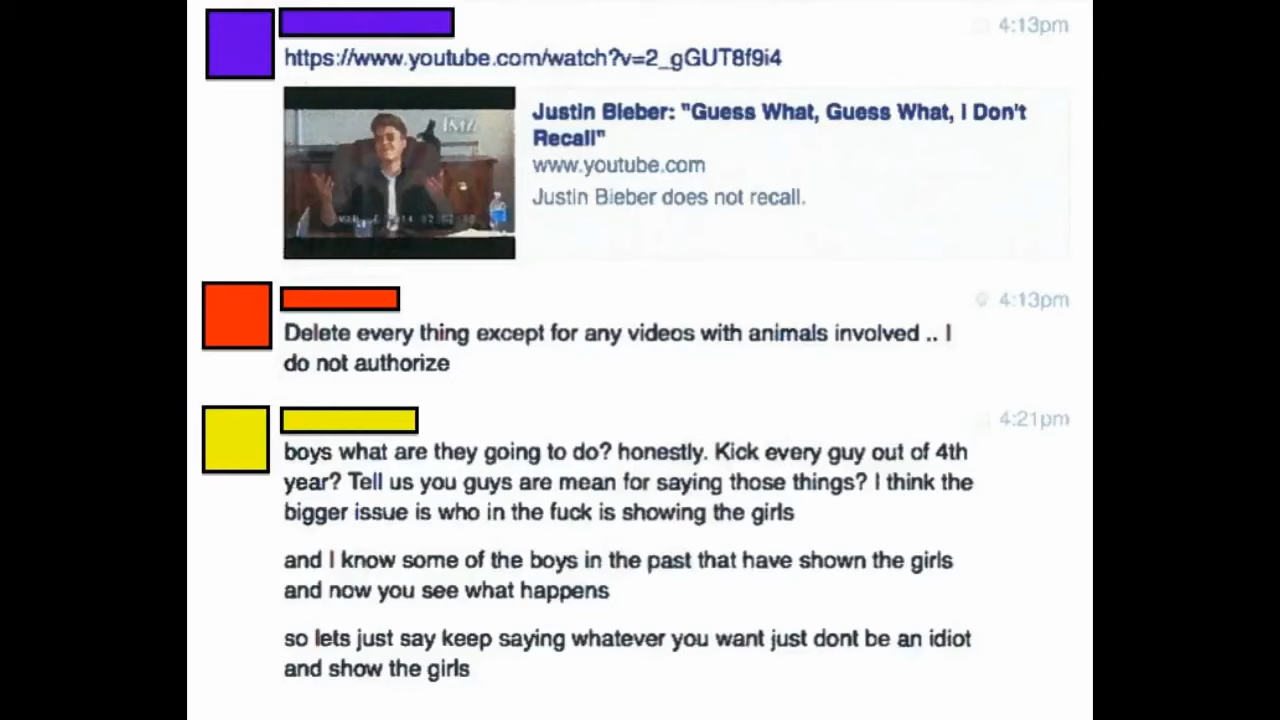 4:13pm
https://www.youtube.com/watch?v=2_gGUT8f9i4
Justin Bieber: "Guess What, Guess What, I Don't
Recall"
www.youtube.com
Justin Bieber does not recall.
TMZ
4:13pm
Delete every thing except for any videos with animals involved .. I
do not authorize
4:21pm
boys what are they going to do? honestly. Kick every guy out of 4th
year? Tell us you guys are mean for saying those things? I think the
bigger issue is who in the fuck is showing the girls
and I know some of the boys in the past that have shown the girls
and now you see what happens
so lets just say keep saying whatever you want just dont be an idiot
and show the girls